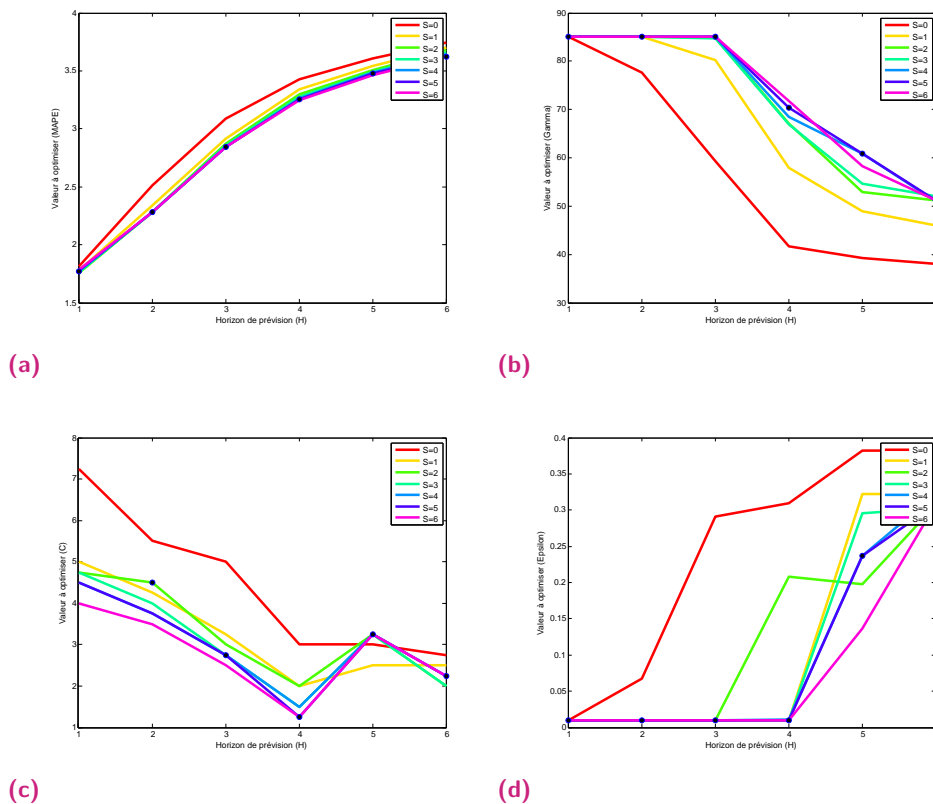 4
3.5
3
2.5
2
1.5
1
2
3
4
5
6
Valeur à optimiser (MAPE)
Horizon de prévision (H)
S=0
S=1
S=2
S=3
S=4
S=5
S=6
(a)
90
80
70
60
50
40
30
1
2
3
4
5
Valeur à optimiser (Gamma)
Horizon de prévision (H)
S=0
S=1
S=2
S=3
S=4
S=5
S=6
(b)
8
7
6
5
4
3
2
1
1
2
3
4
5
6
Valeur à optimiser (C)
Horizon de prévision (H)
S=0
S=1
S=2
S=3
S=4
S=5
S=6
(c)
0.4
0.35
0.3
0.25
0.2
0.15
0.1
0.05
0
1
2
3
4
5
Valeur à optimiser (Epsilon)
Horizon de prévision (H)
S=0
S=1
S=2
S=3
S=4
S=5
S=6
(d)